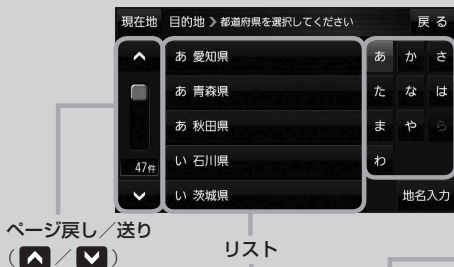 現在地 目的地 > 都道府県を選択してください 戻る
あ 愛知県
あ 青森県
あ 秋田県
い 石川県
い 茨城県
47件
あ か さ
た な は
ま や ら
わ
地名入力
ページ戻し／送り
(∧／∨)
リスト